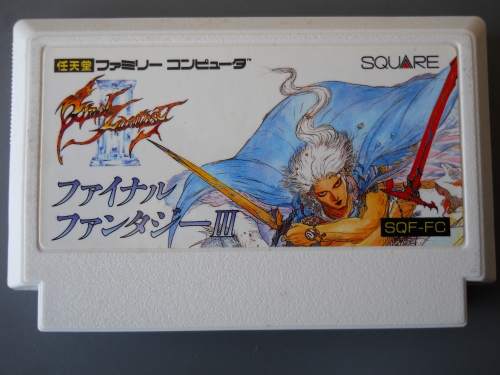 任天堂 ファミリー コンピュータ™
SQUARE
Final Fantasy
III
ファイナル
ファンタジーIII
SQF-FC